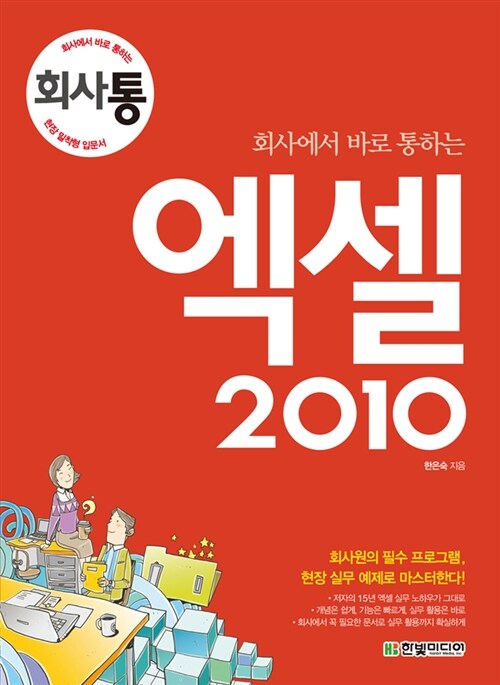 회사에서 바로 통하는
회사통
현장 밀착형 입문서
회사에서 바로 통하는
엑셀
2010
한은숙 지음
회사원의 필수 프로그램,
현장 실무 예제로 마스터한다!
• 저자의 15년 엑셀 실무 노하우가 그대로
• 개념은 쉽게, 기능은 빠르게, 실무 활용은 바로
• 회사에서 꼭 필요한 문서로 실무 활용까지 확실하게
HB 한빛미디어
Hanbit Media, Inc.